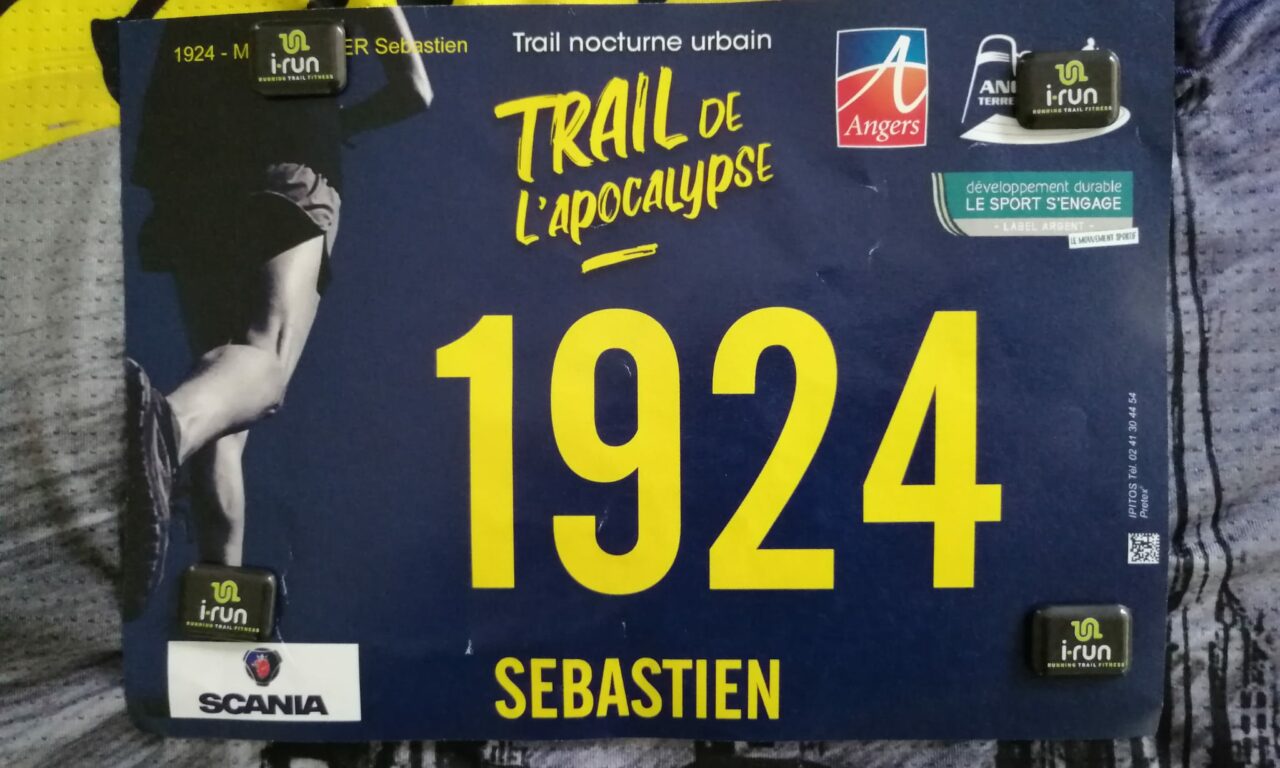 1924 - M ER Sebastien
Trail nocturne urbain
TRAIL DE
L'APOCALYPSE
Angers
TERRE
développement durable
LE SPORT S'ENGAGE
- LABEL ARGENT -
LE MOUVEMENT SPORTIF
i-run
RUNNING TRAIL FITNESS
i-run
RUNNING TRAIL FITNESS
1924
IPITOS Tél. 02 41 30 44 54
Pretex
i-run
RUNNING TRAIL FITNESS
i-run
RUNNING TRAIL FITNESS
SCANIA
SEBASTIEN